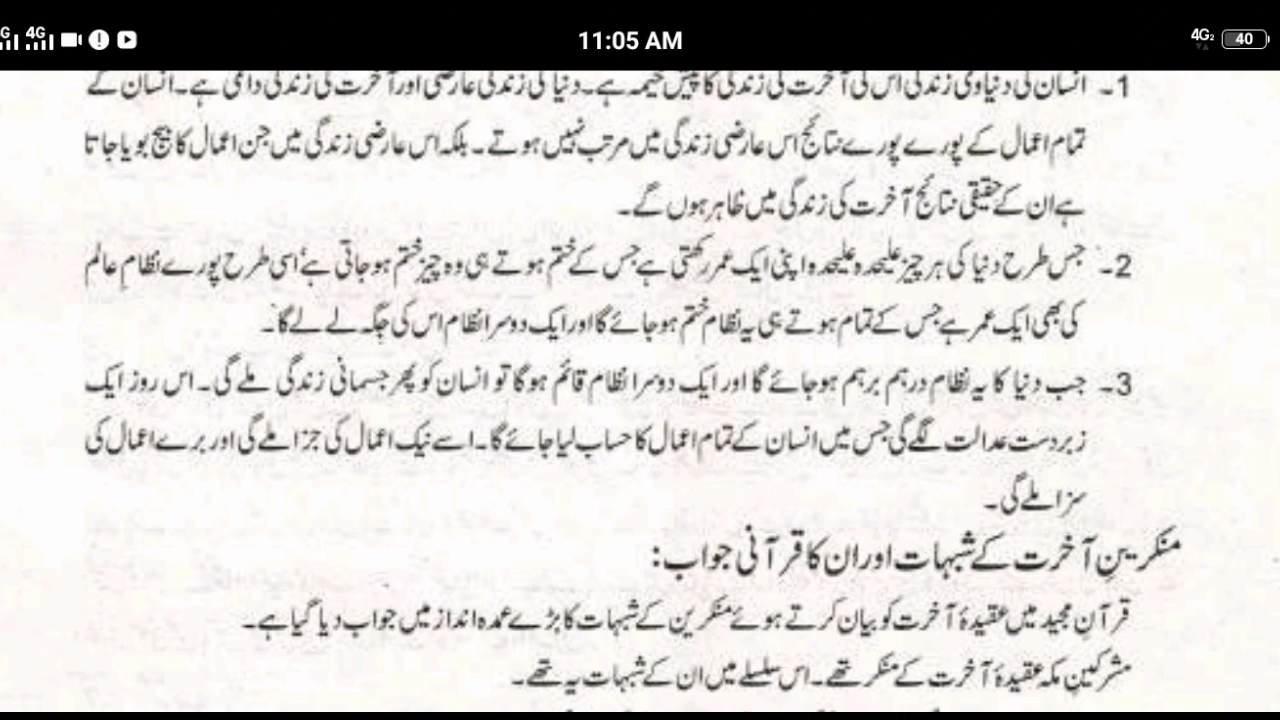 4G 11:05 AM 4G2 40
1۔ انسان کی دنیاوی زندگی اس کی آخرت کی زندگی کا پیش خیمہ ہے۔ دنیا کی زندگی عارضی اور آخرت کی زندگی دائمی ہے۔ انسان کے
تمام اعمال کے پورے پورے نتائج اس عارضی زندگی میں مرتب نہیں ہوتے۔ بلکہ اس عارضی زندگی میں جن اعمال کا بیج بویا جاتا
ہے ان کے حقیقی نتائج آخرت کی زندگی میں ظاہر ہوں گے۔
2۔ جس طرح دنیا کی ہر چیز علیحدہ علیحدہ اپنی ایک عمر رکھتی ہے جس کے ختم ہوتے ہی وہ چیز ختم ہو جاتی ہے' اسی طرح پورے نظامِ عالم
کی بھی ایک عمر ہے جس کے تمام ہوتے ہی یہ نظام ختم ہو جائے گا اور ایک دوسرا نظام اس کی جگہ لے لے گا۔
3۔ جب دنیا کا یہ نظام درہم برہم ہو جائے گا اور ایک دوسرا نظام قائم ہو گا تو انسان کو پھر جسمانی زندگی ملے گی۔ اس روز ایک
زبردست عدالت لگے گی جس میں انسان کے تمام اعمال کا حساب لیا جائے گا۔ اسے نیک اعمال کی جزا ملے گی اور برے اعمال کی
سزا ملے گی۔
منکرینِ آخرت کے شبہات اور ان کا قرآنی جواب:
قرآن مجید میں عقیدۂ آخرت کو بیان کرتے ہوئے منکرین کے شبہات کا بڑے عمدہ انداز میں جواب دیا گیا ہے۔
مشرکینِ مکہ عقیدۂ آخرت کے منکر تھے۔ اس سلسلے میں ان کے شبہات یہ تھے۔